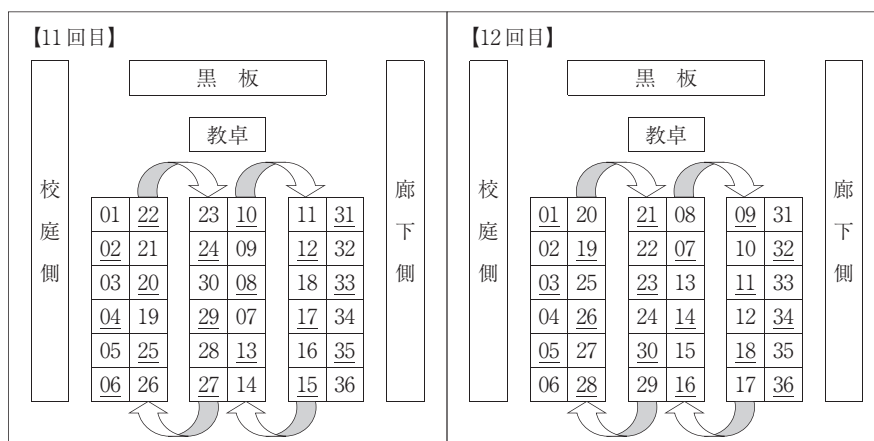 【11回目】
黒 板
教卓
校庭側
廊下側
01 22 23 10 11 31
02 21 24 09 12 32
03 20 30 08 18 33
04 19 29 07 17 34
05 25 28 13 16 35
06 26 27 14 15 36
【12回目】
黒 板
教卓
校庭側
廊下側
01 20 21 08 09 31
02 19 22 07 10 32
03 25 23 13 11 33
04 26 24 14 12 34
05 27 30 15 18 35
06 28 29 16 17 36